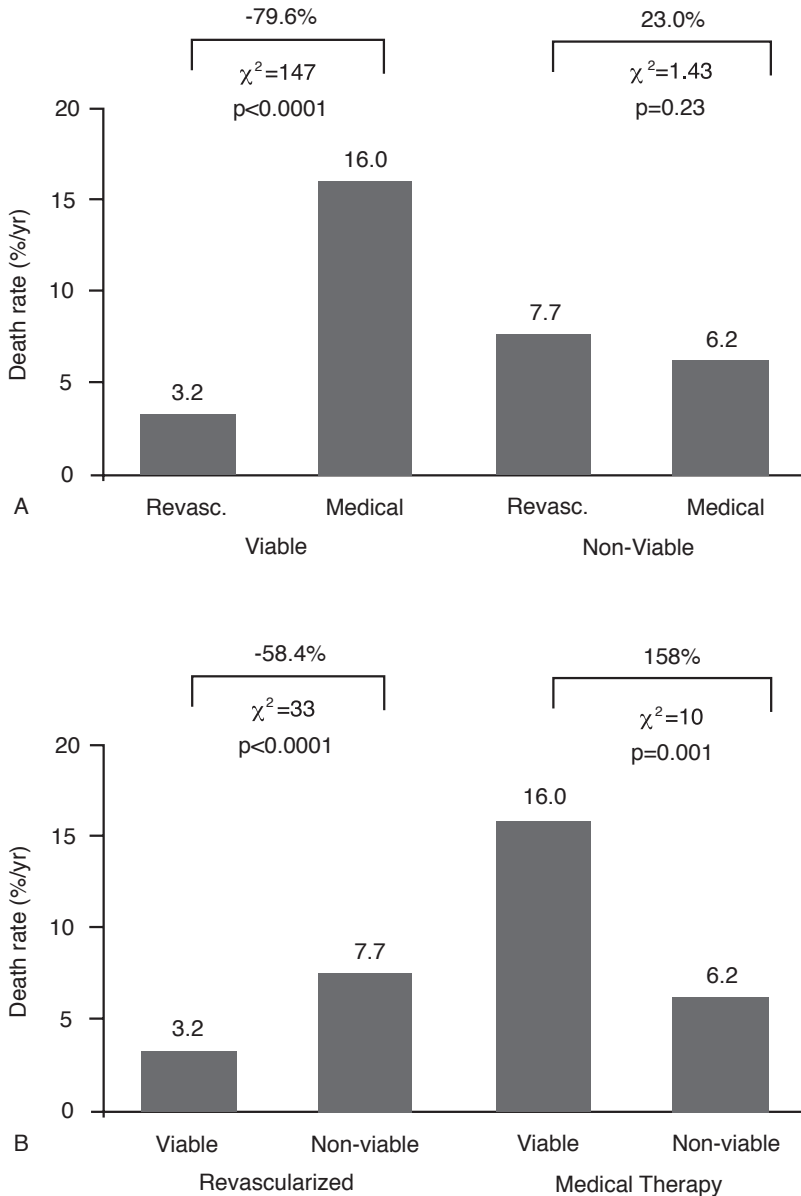 -79.6%
23.0%
χ²=147
χ²=1.43
p<0.0001
p=0.23
Death rate (%/yr)
20
15
10
5
0
3.2
16.0
7.7
6.2
A
Revasc.
Medical
Revasc.
Medical
Viable
Non-Viable
-58.4%
158%
χ²=33
χ²=10
p<0.0001
p=0.001
Death rate (%/yr)
20
15
10
5
0
3.2
7.7
16.0
6.2
B
Viable
Non-viable
Viable
Non-viable
Revascularized
Medical Therapy